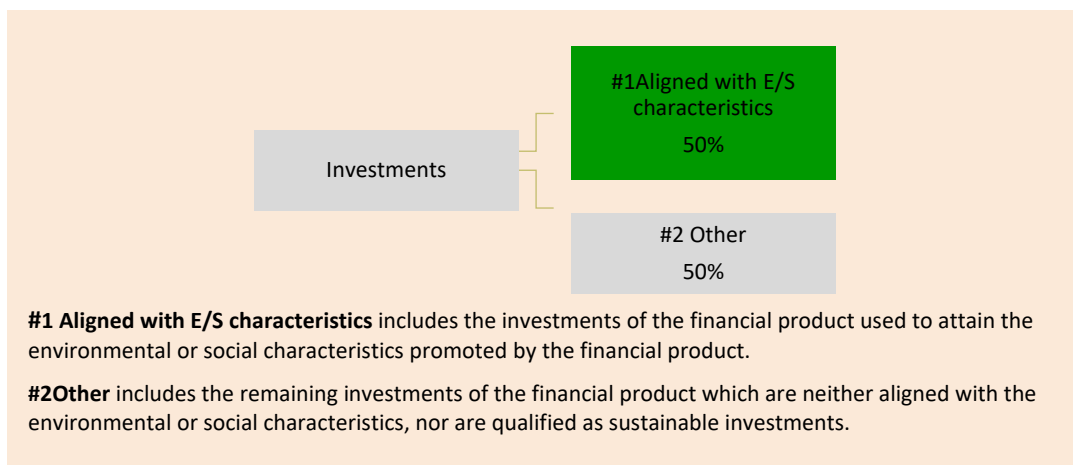 #1Aligned with E/S
characteristics
50%
Investments
#2 Other
50%
#1 Aligned with E/S characteristics includes the investments of the financial product used to attain the
environmental or social characteristics promoted by the financial product.
#2Other includes the remaining investments of the financial product which are neither aligned with the
environmental or social characteristics, nor are qualified as sustainable investments.